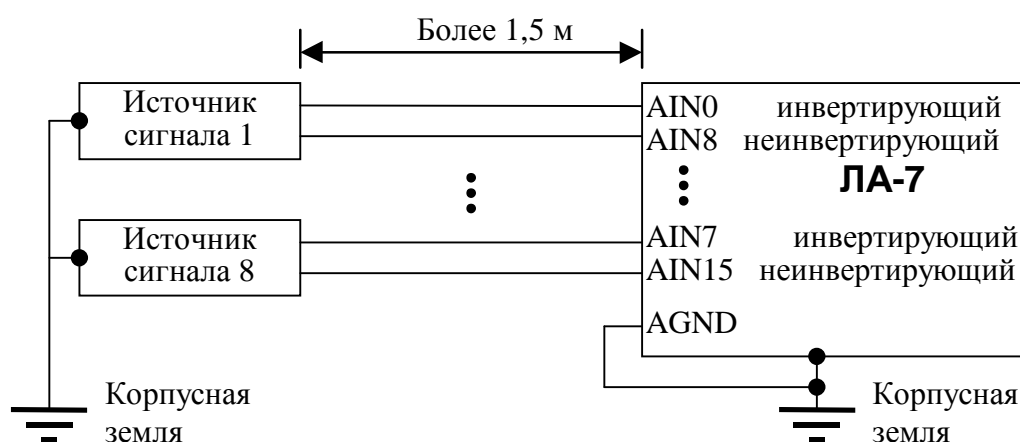 Более 1,5 м
Источник
сигнала 1
AIN0 инвертирующий
AIN8 неинвертирующий
ЛА-7
Источник
сигнала 8
AIN7 инвертирующий
AIN15 неинвертирующий
AGND
Корпусная
земля
Корпусная
земля